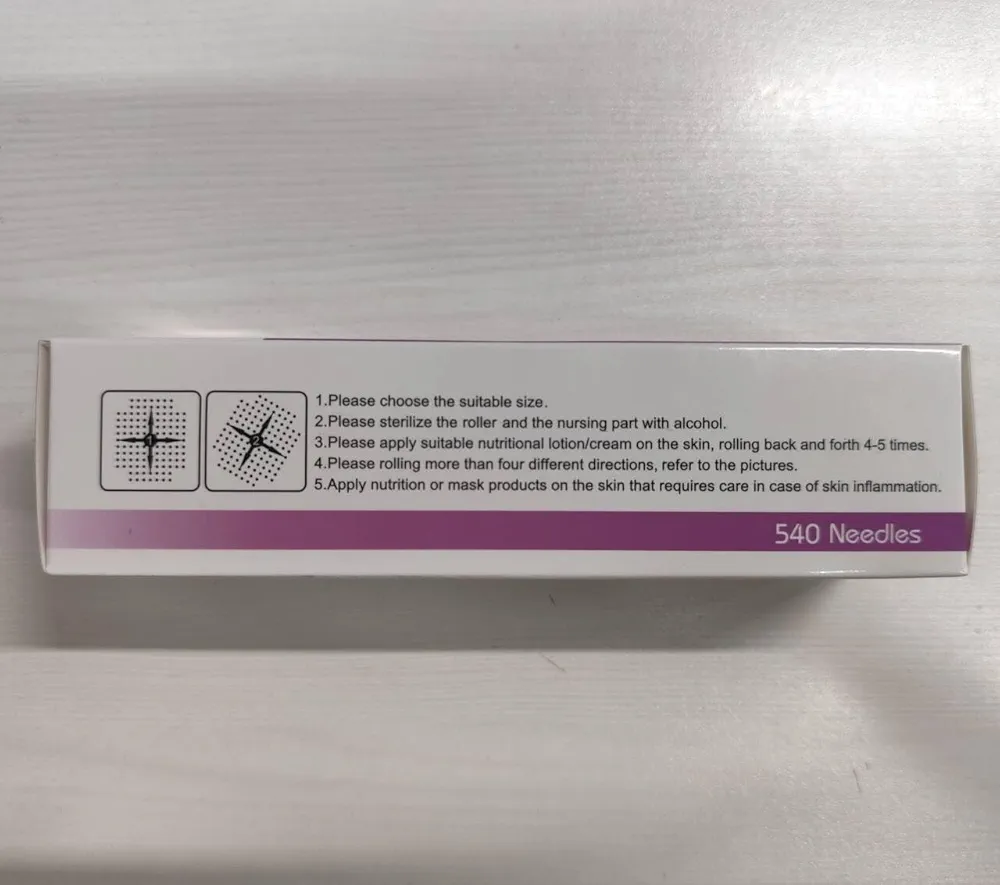 1
2
1.Please choose the suitable size.
2.Please sterilize the roller and the nursing part with alcohol.
3.Please apply suitable nutritional lotion/cream on the skin, rolling back and forth 4-5 times.
4.Please rolling more than four different directions, refer to the pictures.
5.Apply nutrition or mask products on the skin that requires care in case of skin inflammation.
540 Needles